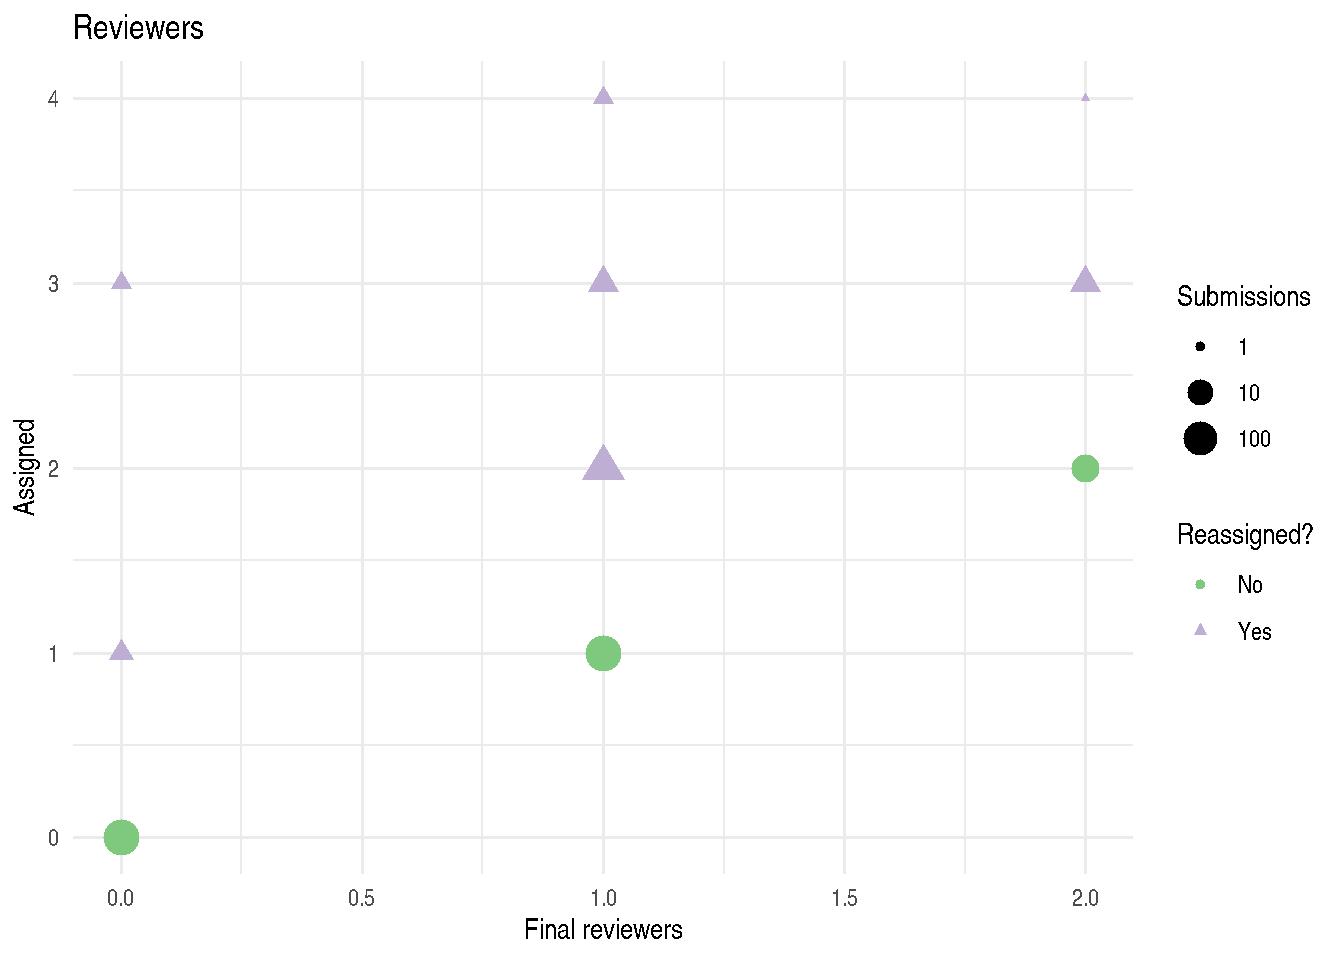 Reviewers
Assigned
4
3
2
1
0
0.0 0.5 1.0 1.5 2.0
Final reviewers
Submissions
1
10
100
Reassigned?
No
Yes